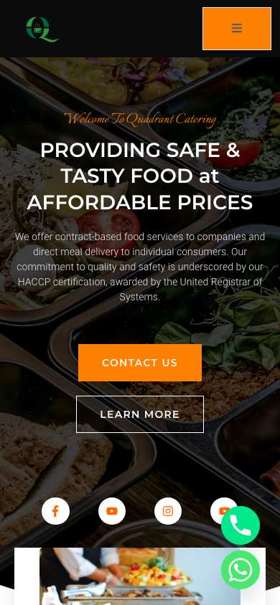 Q
Welcome To Quadrant Catering
PROVIDING SAFE &
TASTY FOOD at
AFFORDABLE PRICES
We offer contract-based food services to companies and
direct meal delivery to individual consumers. Our
commitment to quality and safety is underscored by our
HACCP certification, awarded by the United Registrar of
Systems.
CONTACT US
LEARN MORE